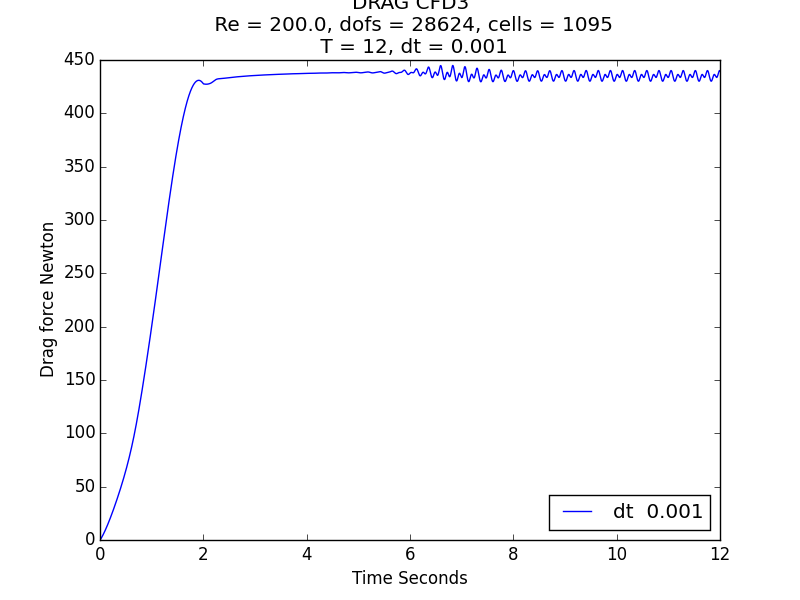 DRAG CFD3
Re = 200.0, dofs = 28624, cells = 1095
T = 12, dt = 0.001
450
400
350
300
250
200
150
100
50
0
Drag force Newton
0 2 4 6 8 10 12
Time Seconds
dt 0.001